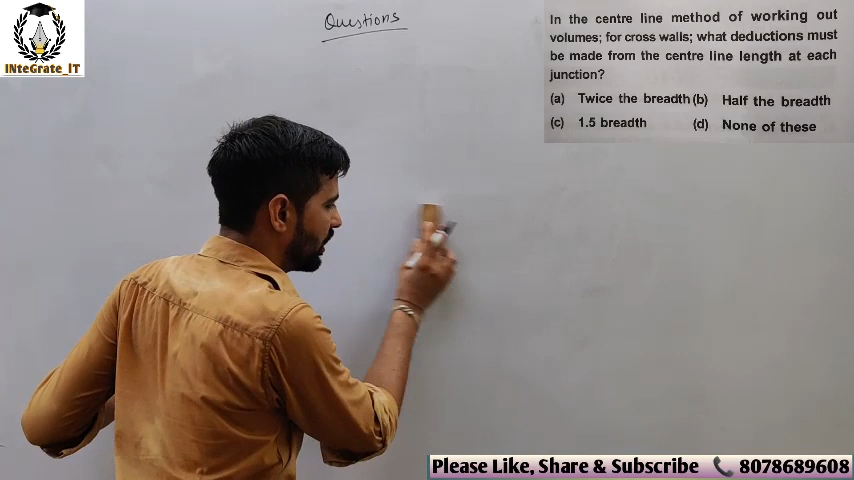 INteGrate_IT
Questions
In the centre line method of working out
volumes; for cross walls; what deductions must
be made from the centre line length at each
junction?
(a) Twice the breadth (b) Half the breadth
(c) 1.5 breadth (d) None of these
Please Like, Share & Subscribe 📞 8078689608